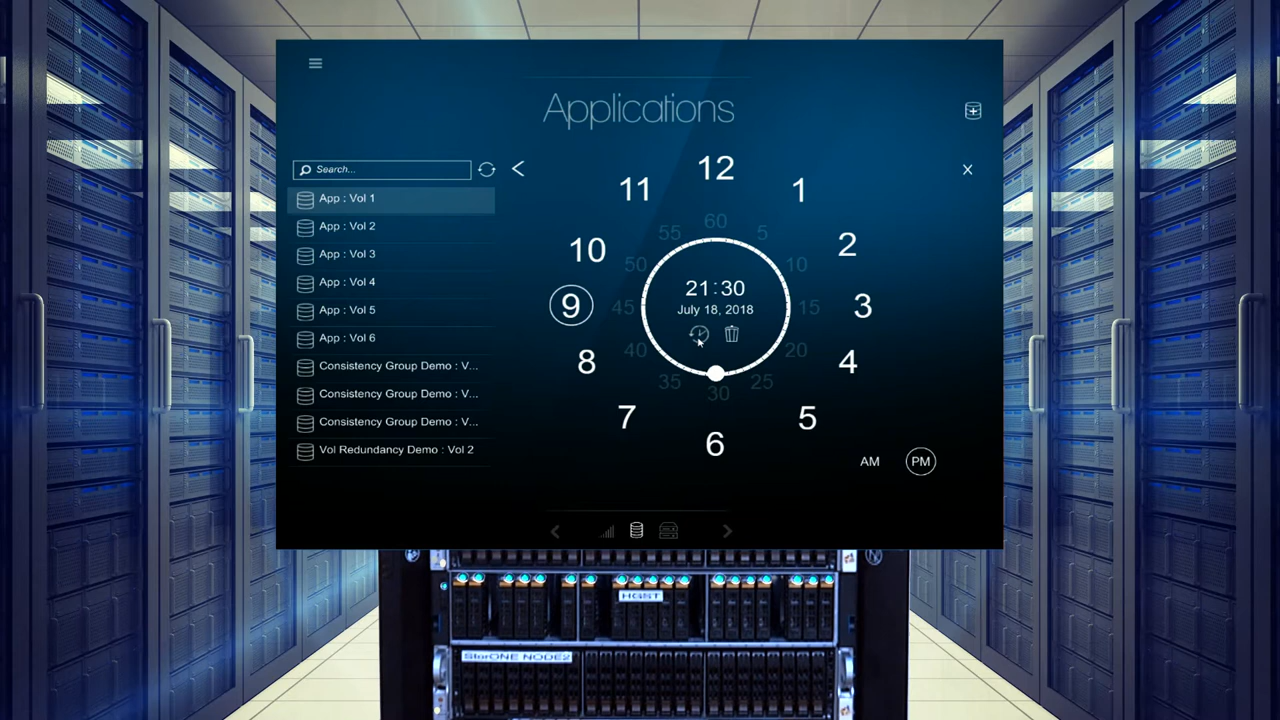 Applications
Search...
App : Vol 1
App : Vol 2
App : Vol 3
App : Vol 4
App : Vol 5
App : Vol 6
Consistency Group Demo : V...
Consistency Group Demo : V...
Consistency Group Demo : V...
Vol Redundancy Demo : Vol 2
12
1
2
3
4
5
6
7
8
9
10
11
60
5
10
15
20
25
30
35
40
45
50
55
21:30
July 18, 2018
AM
PM
HGST
StorONE NODE2